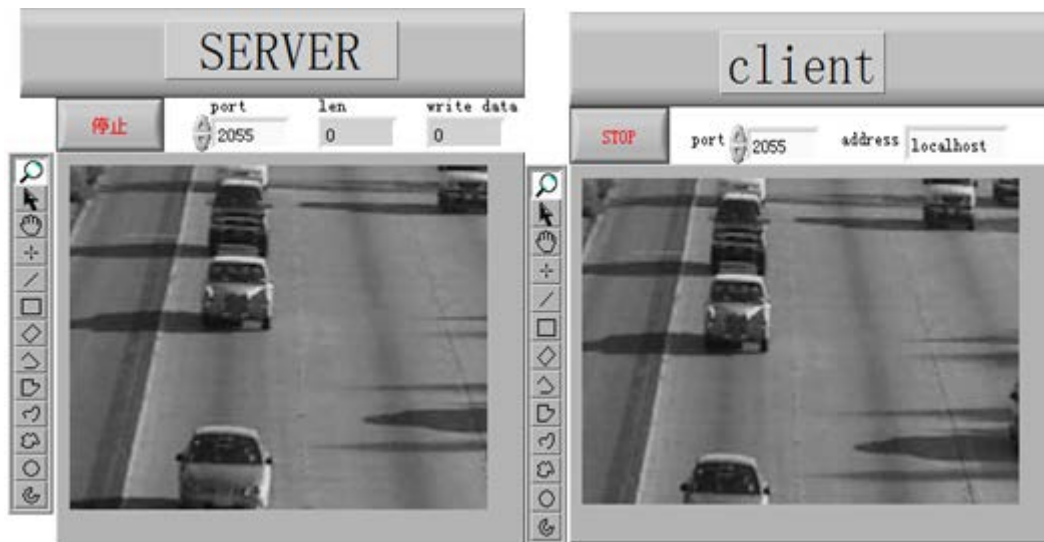 SERVER
停止
port
2055
len
0
write data
0
client
STOP
port
2055
address
localhost